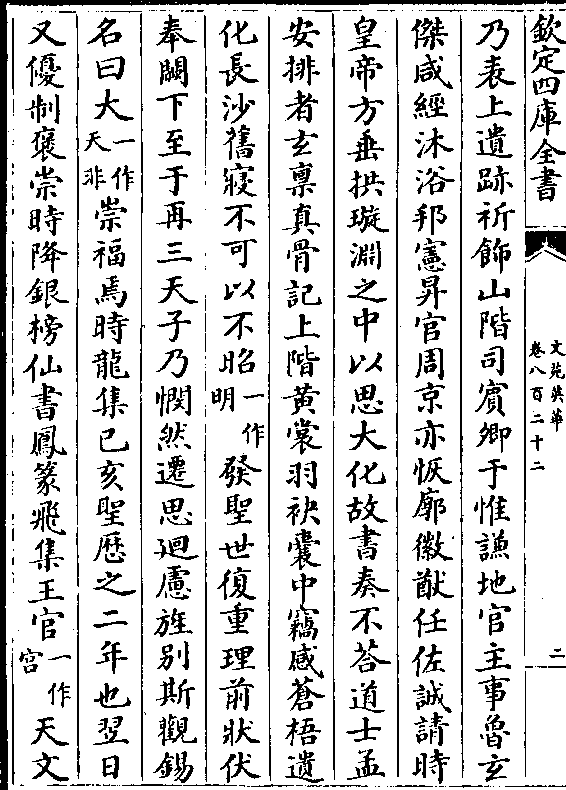 欽定四庫全書
文苑英華
卷八百二十二
二
乃表上遺跡祈飾山階司賓卿于惟謙地官主事魯玄
傑咸經沐浴邦憲昇官周京亦恢廓徽猷任佐誠請時
皇帝方垂拱璇淵之中以思大化故書奏不荅道士孟
安排者玄稟真骨記上階黃裳羽袂囊中竊感蒼梧遺
化長沙舊寢不可以不昭一作明發聖世復重理前狀伏
奉闕下至于再三天子乃憫然遷思迴慮旌别斯觀錫
名曰大一作天非崇福焉時龍集己亥聖歴之二年也翌日
又優制褒崇時降銀榜仙書鳳篆飛集王官一作宫天文